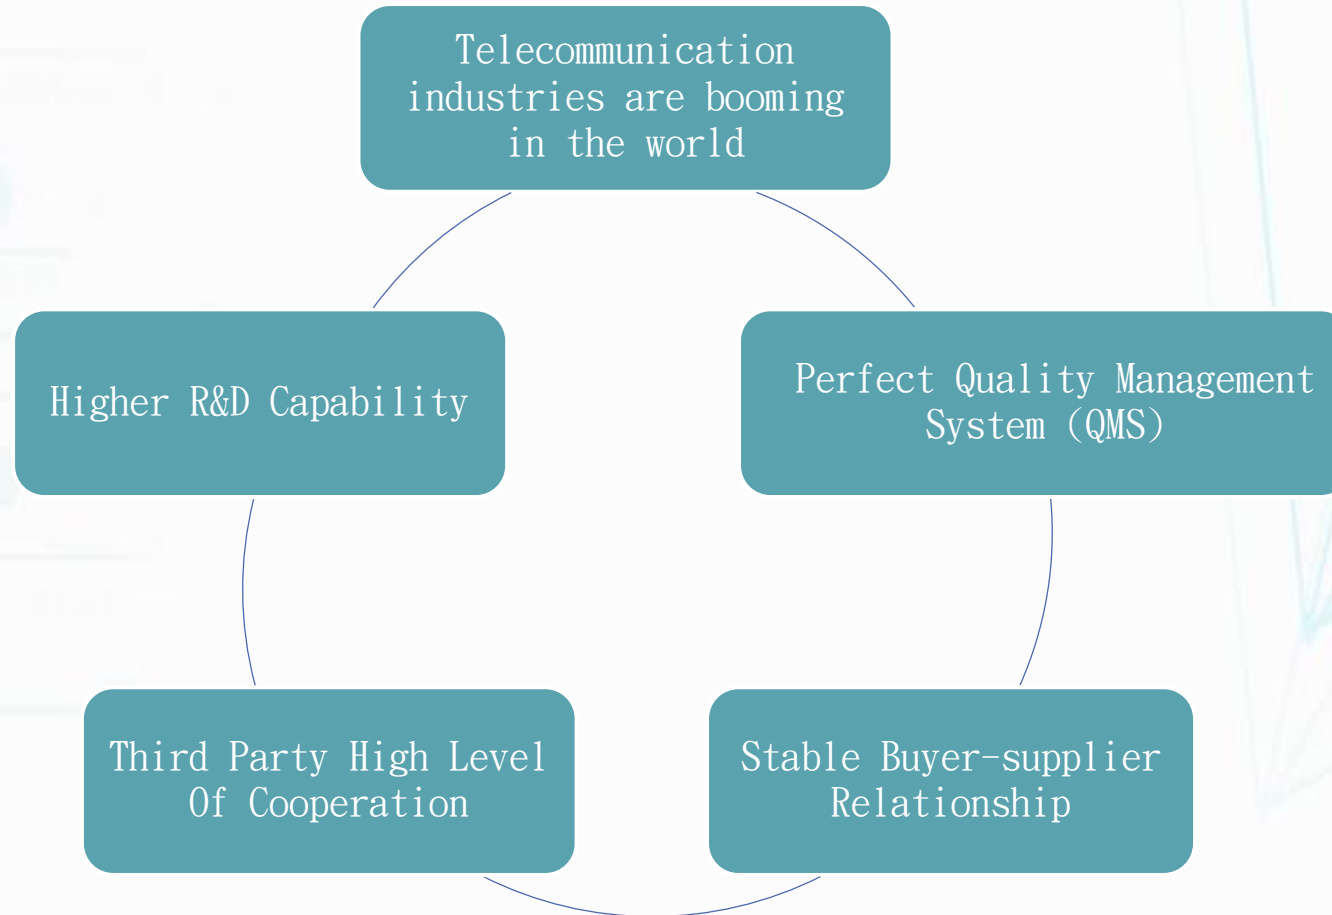 Telecommunication
industries are booming
in the world
Higher R&D Capability
Perfect Quality Management
System (QMS)
Third Party High Level
Of Cooperation
Stable Buyer-supplier
Relationship